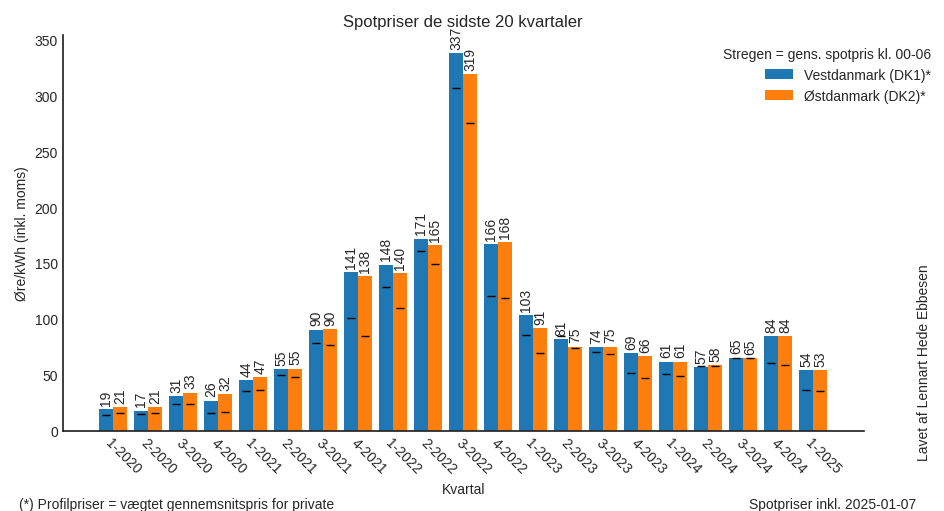 Spotpriser de sidste 20 kvartaler
Stregen = gens. spotpris kl. 00-06
Vestdanmark (DK1)*
Østdanmark (DK2)*
Øre/kWh (inkl. moms)
350
300
250
200
150
100
50
0
19 21 17 21 31 33 26 32 44 47 55 55 90 90 141 138 148 140 171 165 337 319 166 168 103 91 81 75 74 75 69 66 61 61 57 58 65 65 84 84 54 53
1-2020 2-2020 3-2020 4-2020 1-2021 2-2021 3-2021 4-2021 1-2022 2-2022 3-2022 4-2022 1-2023 2-2023 3-2023 4-2023 1-2024 2-2024 3-2024 4-2024 1-2025
Kvartal
Lavet af Lennart Hede Ebbesen
(*) Profilpriser = vægtet gennemsnitspris for private
Spotpriser inkl. 2025-01-07